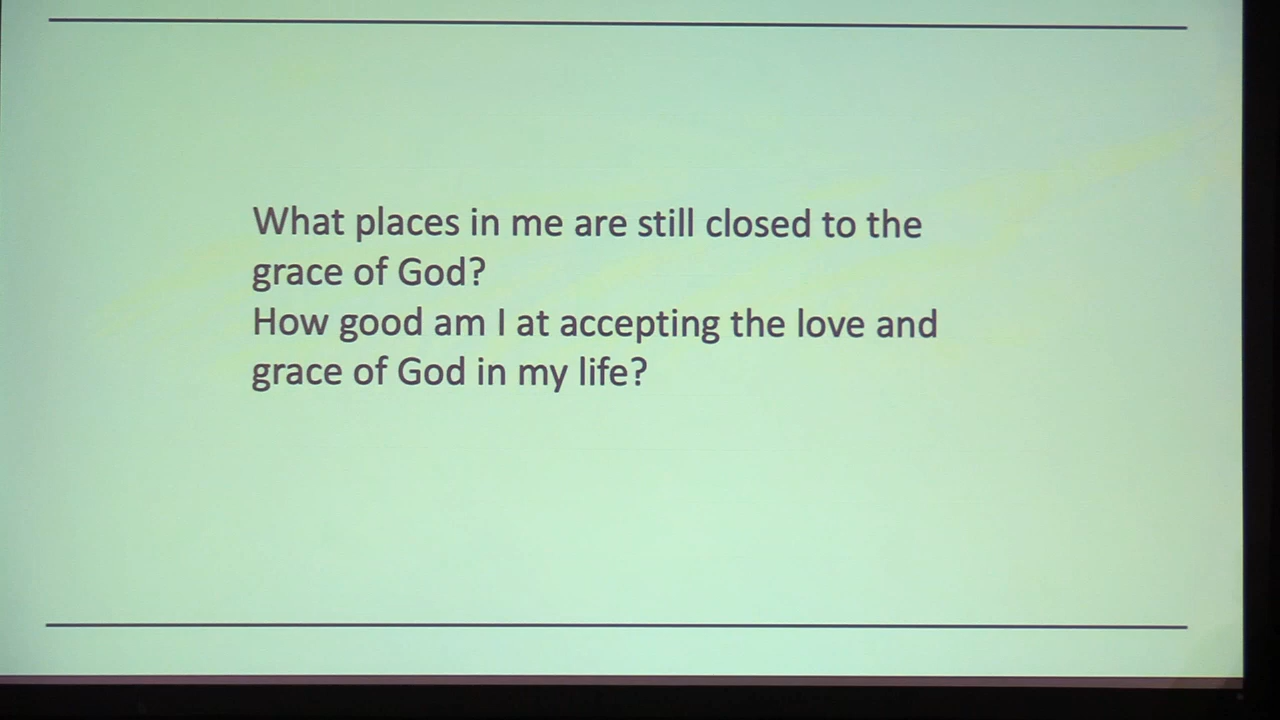 What places in me are still closed to the
grace of God?
How good am I at accepting the love and
grace of God in my life?